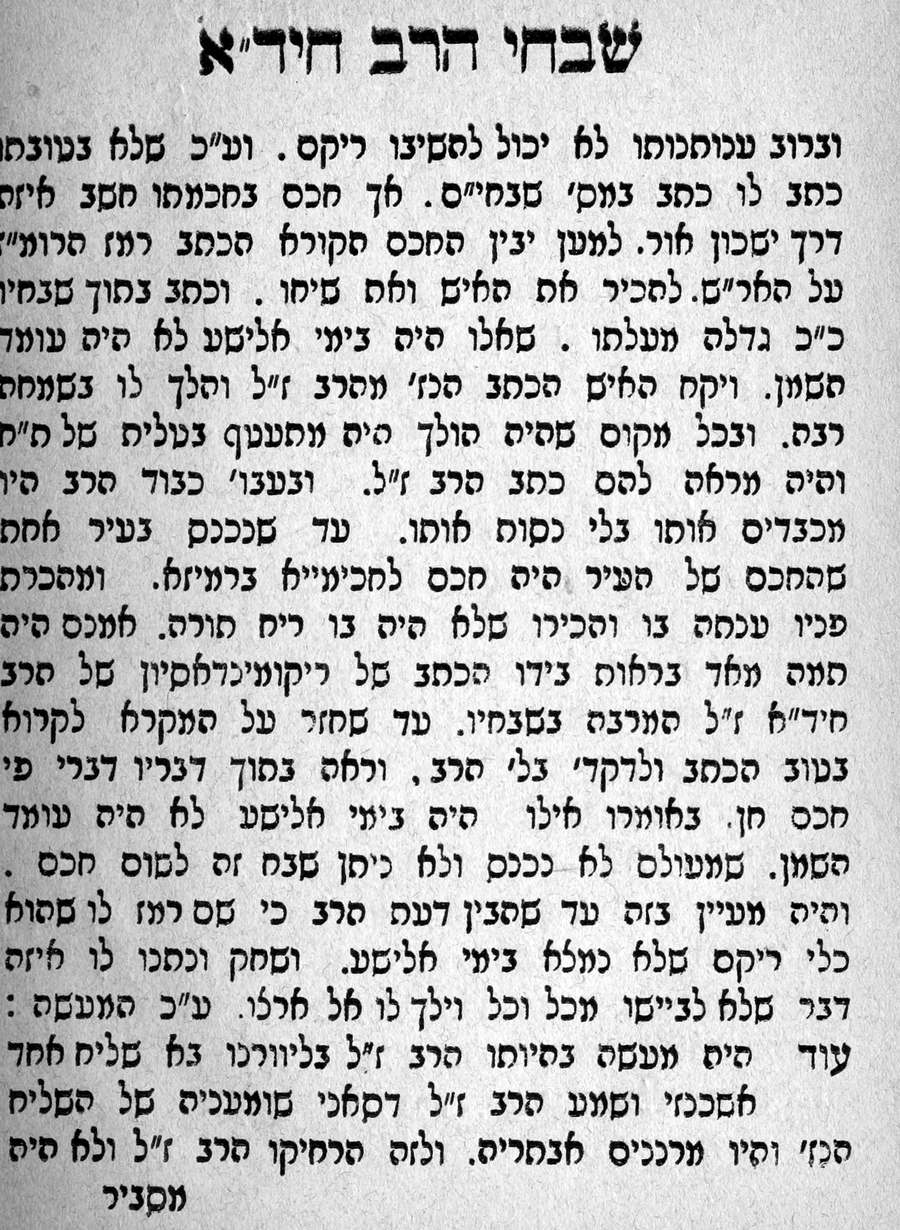 שבחי הרב חיד״א
וברוב ענותנותו לא יכול להשיבו ריקם. וע״כ שלא בטובתו
כתב לו כתב במס׳ שבחי״ם. אך חכם בחכמתו חשב איזה
דרך ישכון אור. למען יבין החכם הקורא הכתב רמז הרומ״ז
על האר״ש. להכיר את האיש ואת שיחו. וכתב בתוך שבחיו
כ״כ גדלה מעלתו. שאלו היה בימי אלישע לא היה עומד
השמן. ויקח האיש הכתב הנז׳ מהרב ז״ל והלך לו בשמחה
רבה. ובכל מקום שהיה הולך היה מתעטף בטלית של ת״ח
והיה מראה להם כתב הרב ז״ל. ובעבו׳ כבוד הרב היו
מכבדים אותו בלי כסות אותו. עד שנכנס בעיר אחת
שהחכם של העיר היה חכם לחכימייא ברמיזא. ומהכרת
פניו ענתה בו והכירו שלא היה בו ריח תורה. אמנם היה
תמה מאד בראות בידו הכתב של ריקומינדאסיון של הרב
חיד״א ז״ל המרבה בשבחיו. עד שחזר על המקרא לקרוא
בטוב הכתב ולדקד׳ בל׳ הרב, וראה בתוך דבריו דברי פי
חכם חן. באומרו אילו היה בימי אלישע לא היה עומד
השמן. שמעולם לא נכנס ולא ניתן שבח זה לשום חכם.
והיה מעיין בזה עד שהבין דעת הרב כי שם רמז לו שהוא
כלי ריקם שלא נמלא בימי אלישע. ושחק ונתנו לו איזה
דבר שלא לביישו מכל וכל וילך לו אל ארצו. ע״כ המעשה:
עוד היה מעשה בהיותו הרב ז״ל בליוורנו בא שליח אחד
אשכנזי ושמע הרב ז״ל דסאני שומעניה של השליח
הנז׳ והיו מרננים אבתריה. ולזה הרחיקו הרב ז״ל ולא היה
מסביר